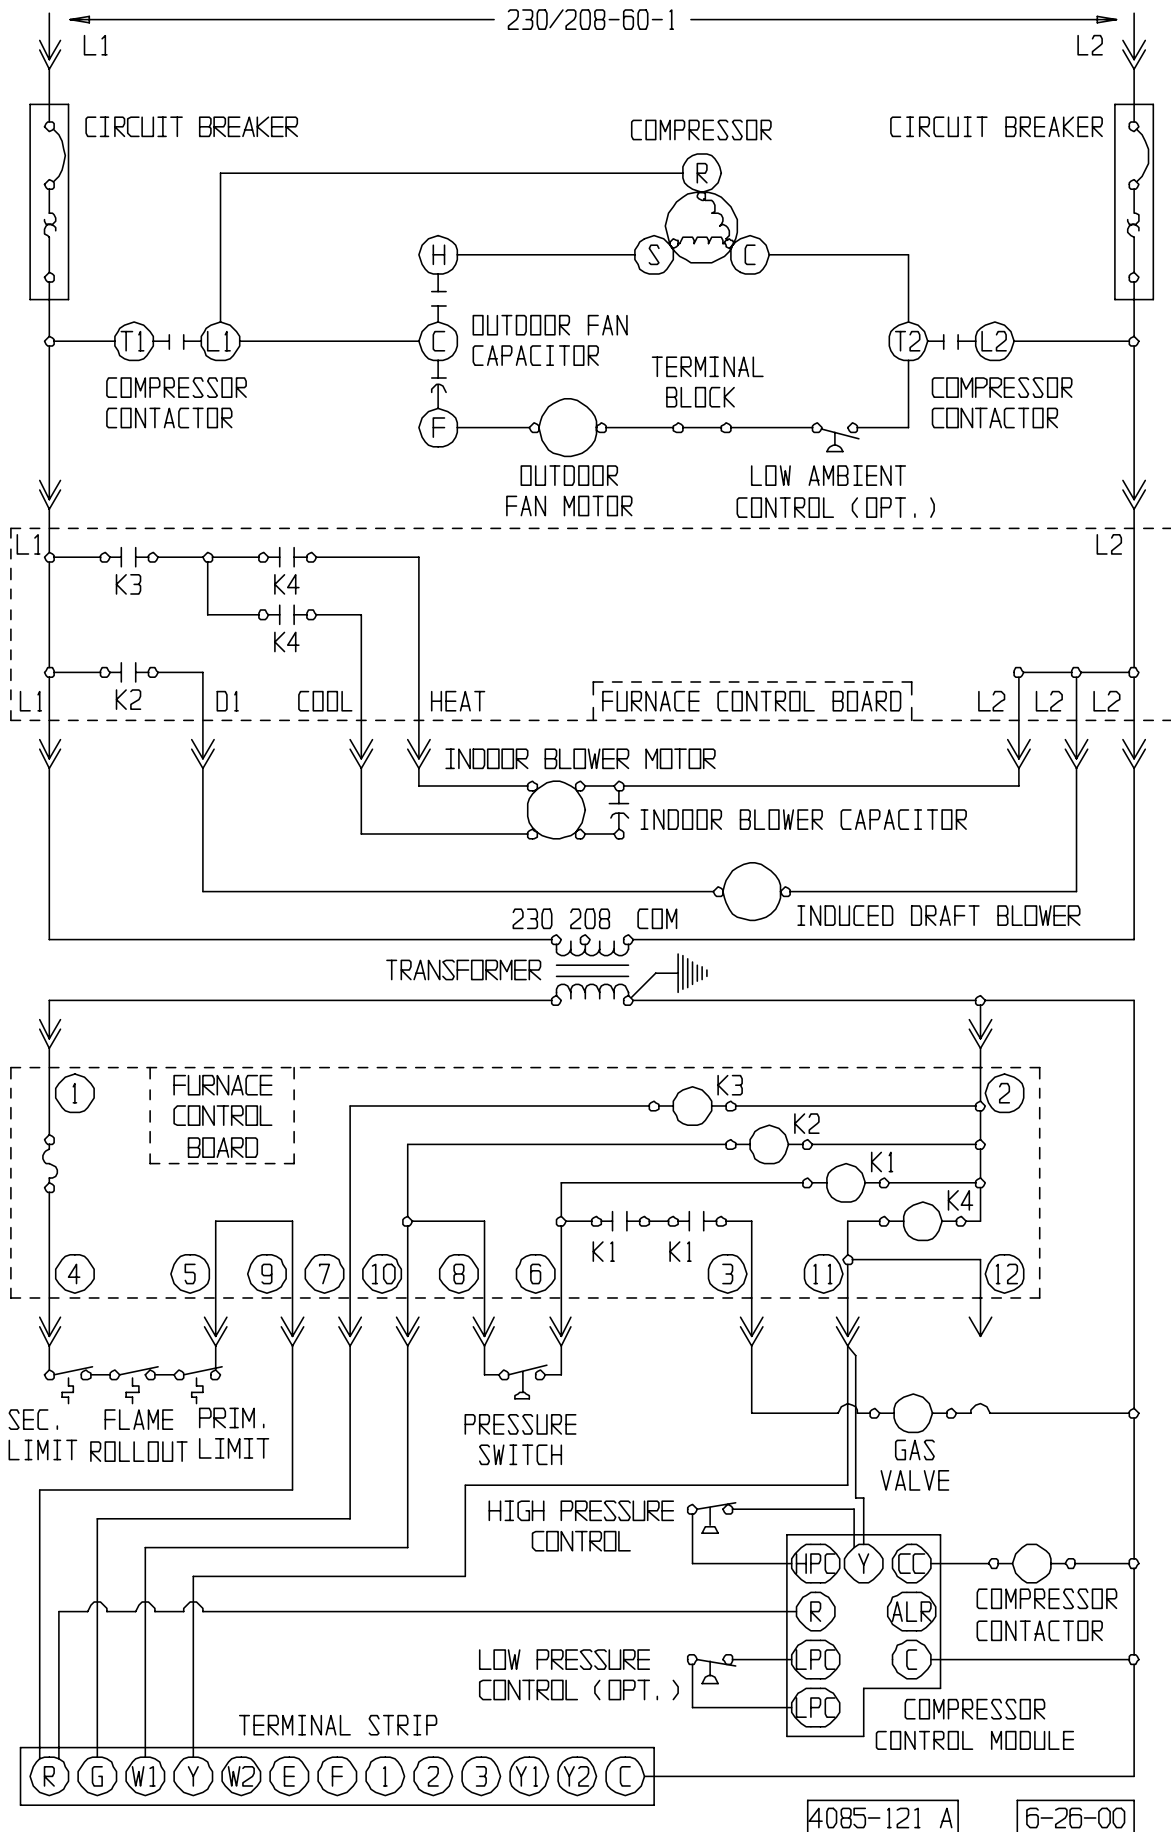 230/208-60-1
L1
L2
CIRCUIT BREAKER
COMPRESSOR
CIRCUIT BREAKER
R
H
S
C
T1
L1
C
OUTDOOR FAN
CAPACITOR
T2
L2
COMPRESSOR
CONTACTOR
TERMINAL
BLOCK
COMPRESSOR
CONTACTOR
F
OUTDOOR
FAN MOTOR
LOW AMBIENT
CONTROL (OPT.)
L1
L2
K3
K4
K4
L1
K2
D1
COOL
HEAT
FURNACE CONTROL BOARD
L2
L2
L2
INDOOR BLOWER MOTOR
INDOOR BLOWER CAPACITOR
INDUCED DRAFT BLOWER
230 208 COM
TRANSFORMER
1
FURNACE
CONTROL
BOARD
K3
2
K2
K1
K4
K1
K1
4
5
9
7
10
8
6
3
11
12
SEC.
LIMIT
FLAME
ROLLOUT
PRIM.
LIMIT
PRESSURE
SWITCH
GAS
VALVE
HIGH PRESSURE
CONTROL
HPC
Y
CC
COMPRESSOR
CONTACTOR
R
ALR
LOW PRESSURE
CONTROL (OPT.)
LPC
C
LPC
COMPRESSOR
CONTROL MODULE
TERMINAL STRIP
R G W1 Y W2 E F 1 2 3 Y1 Y2 C
4085-121 A
6-26-00